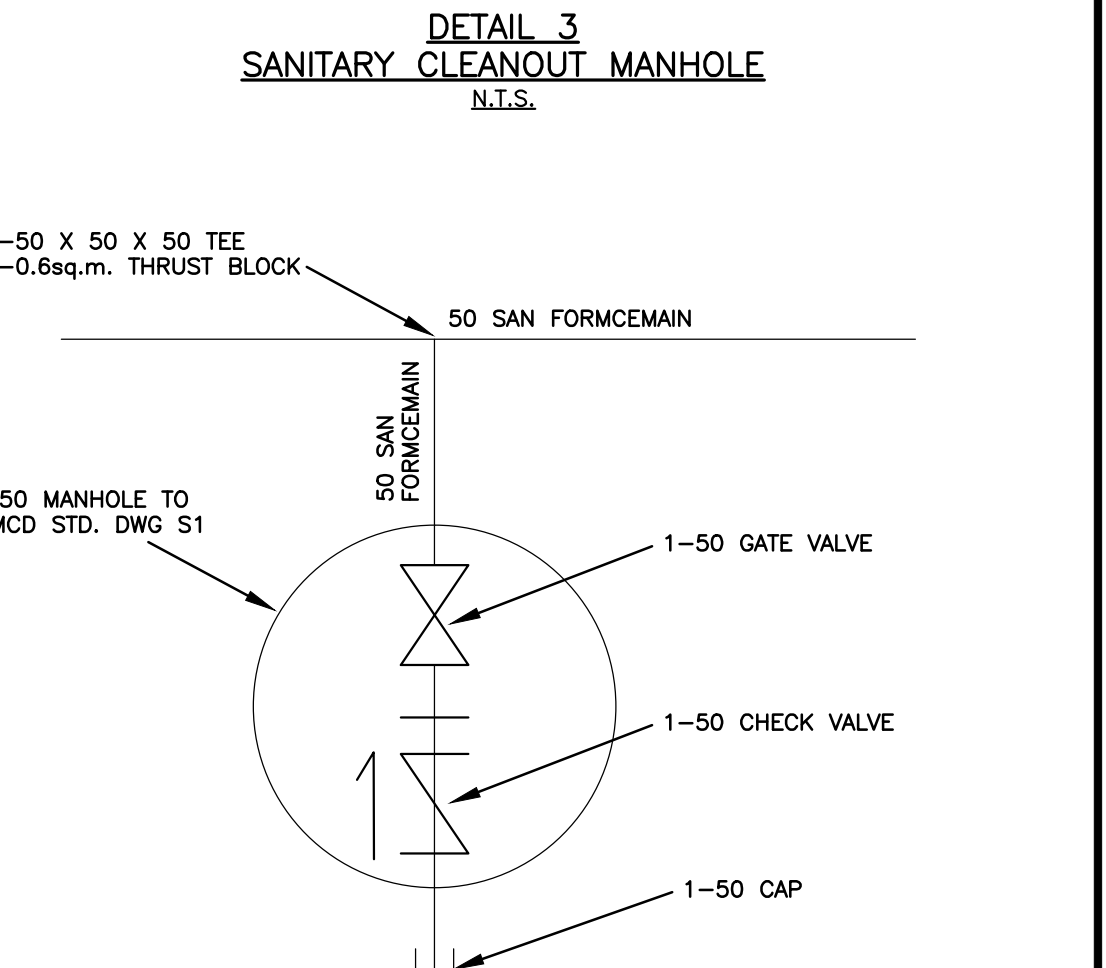 DETAIL 3
SANITARY CLEANOUT MANHOLE
N.T.S.
-50 X 50 X 50 TEE
-0.6sq.m. THRUST BLOCK
50 SAN FORMCEMAIN
50 SAN
FORMCEMAIN
50 MANHOLE TO
MCD STD. DWG S1
1-50 GATE VALVE
1-50 CHECK VALVE
1-50 CAP